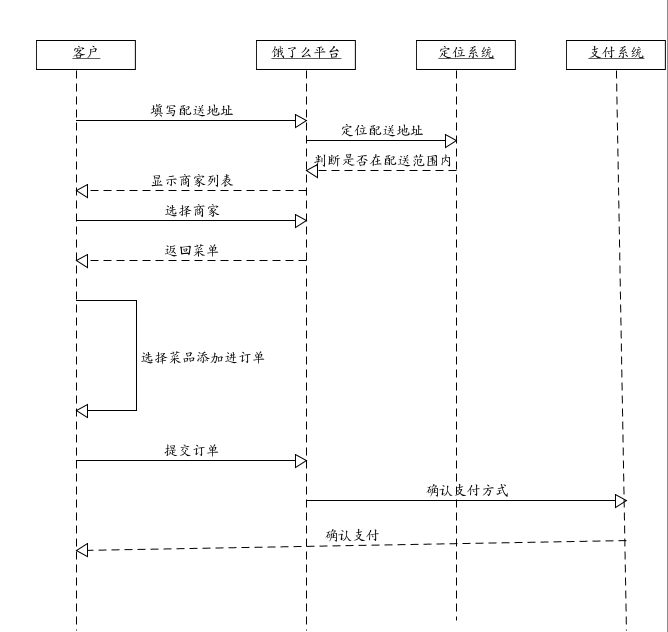 客户
饿了么平台
定位系统
支付系统
填写配送地址
定位配送地址
判断是否在配送范围内
显示商家列表
选择商家
返回菜单
选择菜品添加进订单
提交订单
确认支付方式
确认支付